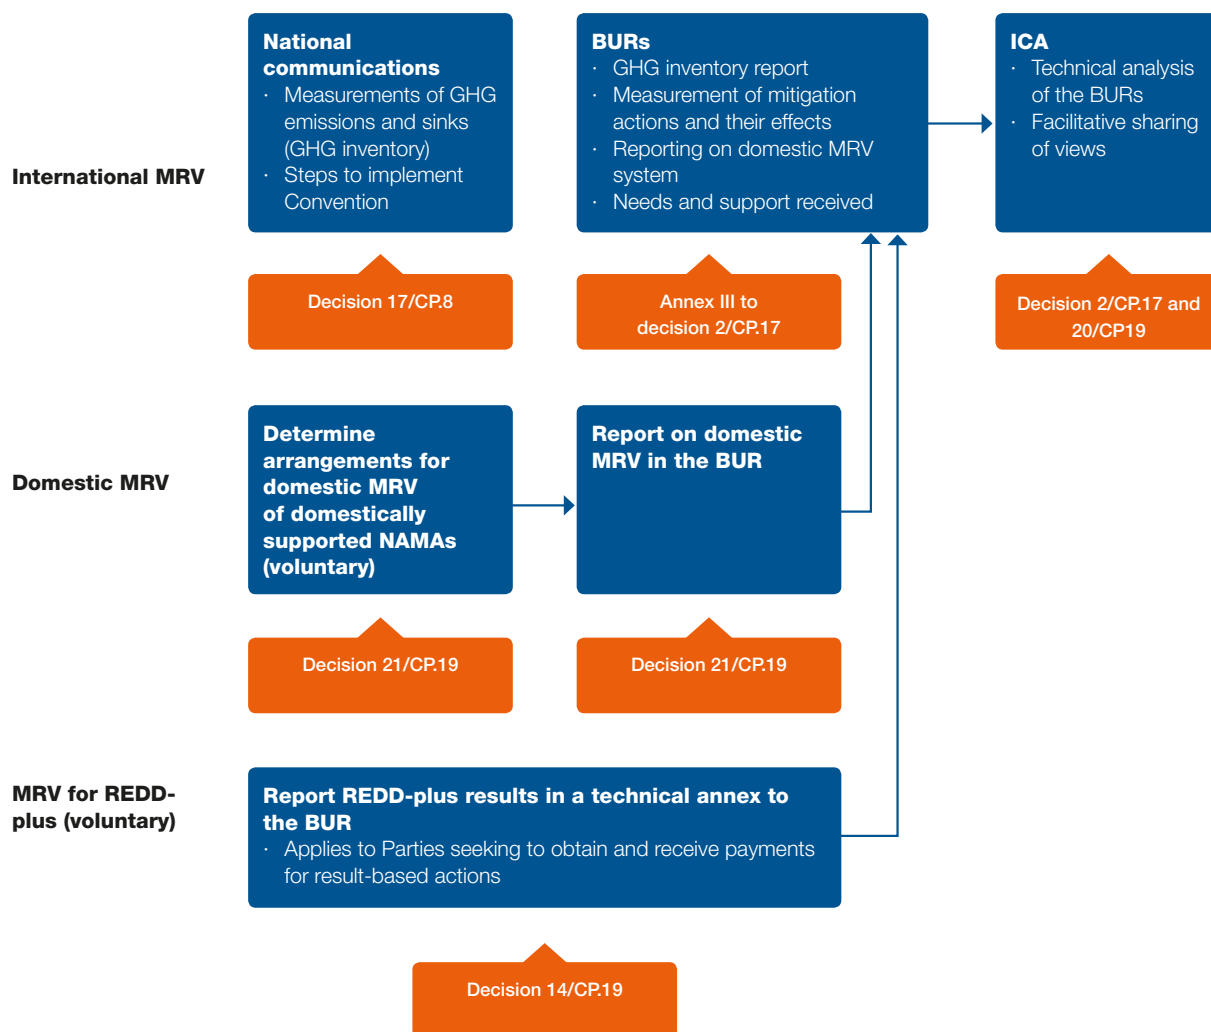 International MRV
National
communications
· Measurements of GHG
emissions and sinks
(GHG inventory)
· Steps to implement
Convention
BURs
· GHG inventory report
· Measurement of mitigation
actions and their effects
· Reporting on domestic MRV
system
· Needs and support received
ICA
· Technical analysis
of the BURs
· Facilitative sharing
of views
Decision 17/CP.8
Annex III to
decision 2/CP.17
Decision 2/CP.17 and
20/CP19
Domestic MRV
Determine
arrangements for
domestic MRV
of domestically
supported NAMAs
(voluntary)
Report on domestic
MRV in the BUR
Decision 21/CP.19
Decision 21/CP.19
MRV for REDD-
plus (voluntary)
Report REDD-plus results in a technical annex to
the BUR
· Applies to Parties seeking to obtain and receive payments
for result-based actions
Decision 14/CP.19